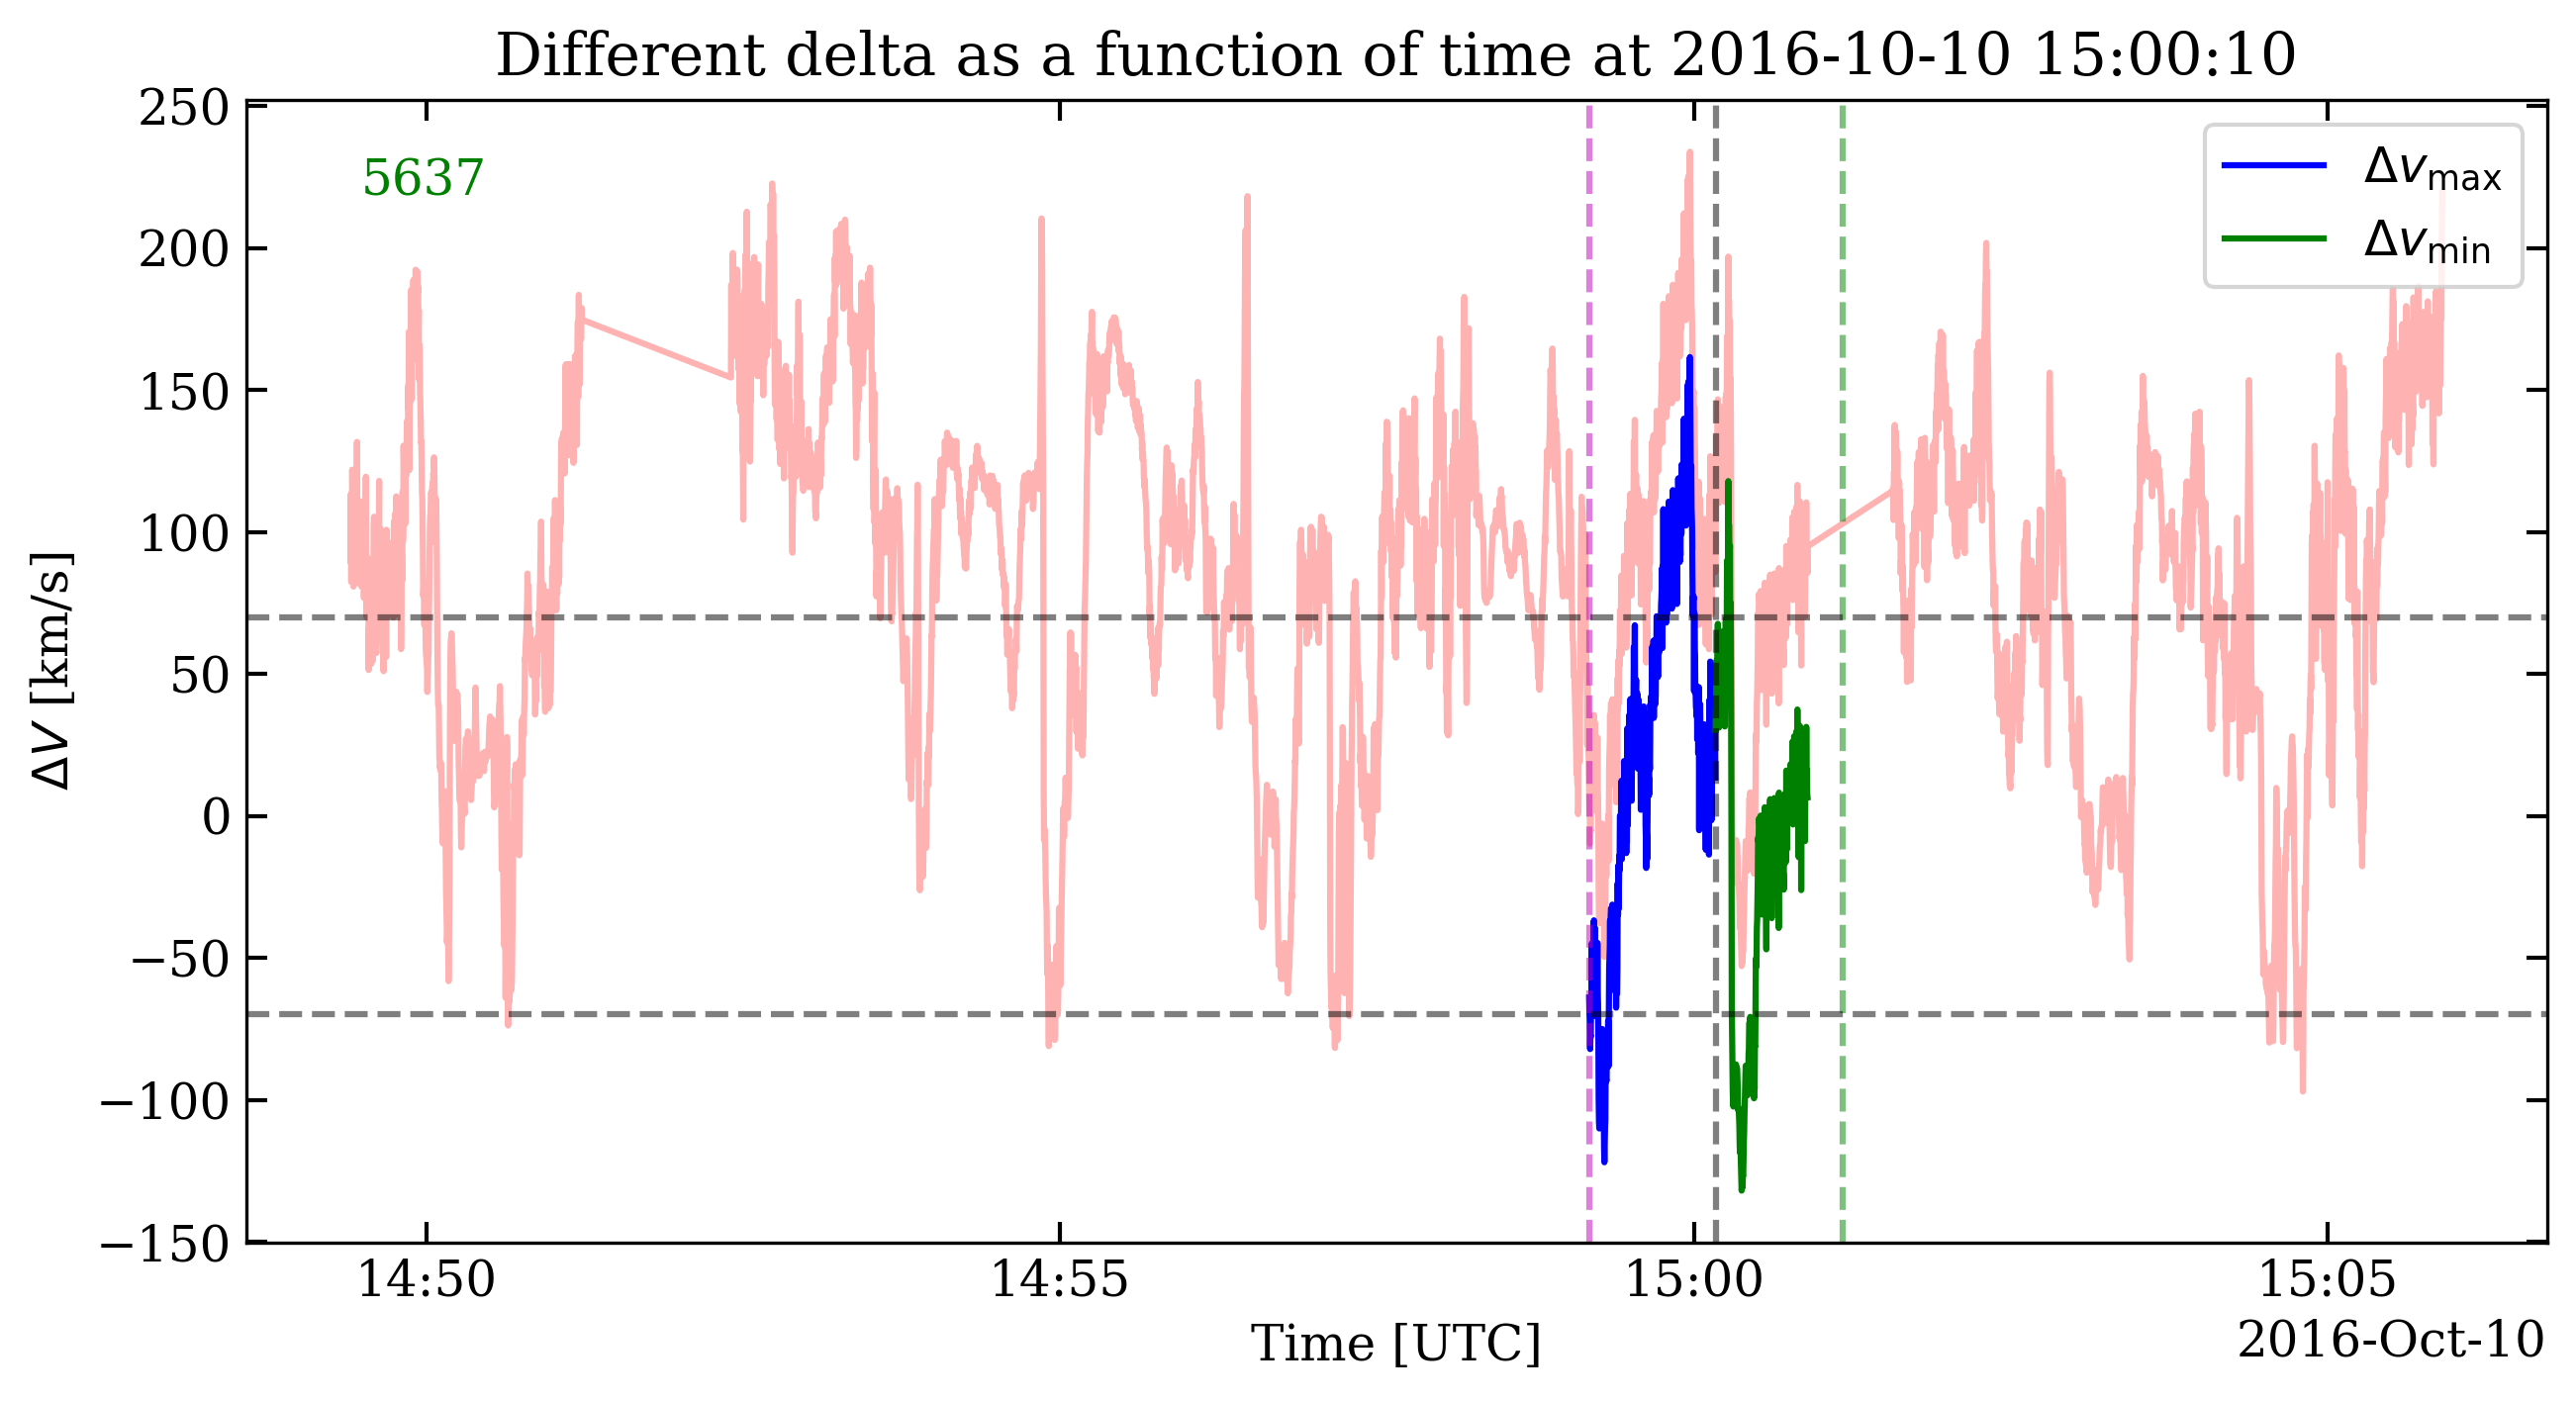 Different delta as a function of time at 2016-10-10 15:00:10
250
200
150
100
50
0
−50
−100
−150
ΔV [km/s]
5637
Δv_max
Δv_min
14:50
14:55
15:00
15:05
Time [UTC]
2016-Oct-10